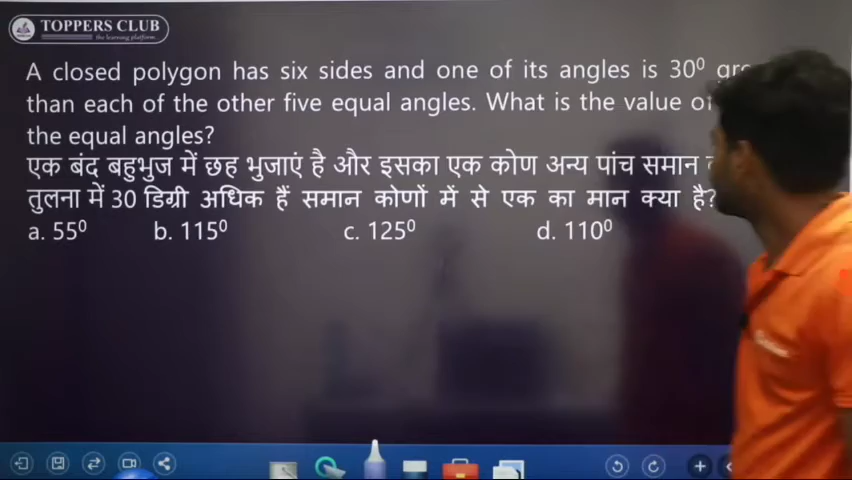 TOPPERS CLUB
the learning platform
A closed polygon has six sides and one of its angles is 30⁰
than each of the other five equal angles. What is the value
the equal angles?
एक बंद बहुभुज में छह भुजाएं है और इसका एक कोण अन्य पांच समान
तुलना में 30 डिग्री अधिक हैं समान कोणों में से एक का मान क्या है?
a. 55⁰ b. 115⁰ c. 125⁰ d. 110⁰